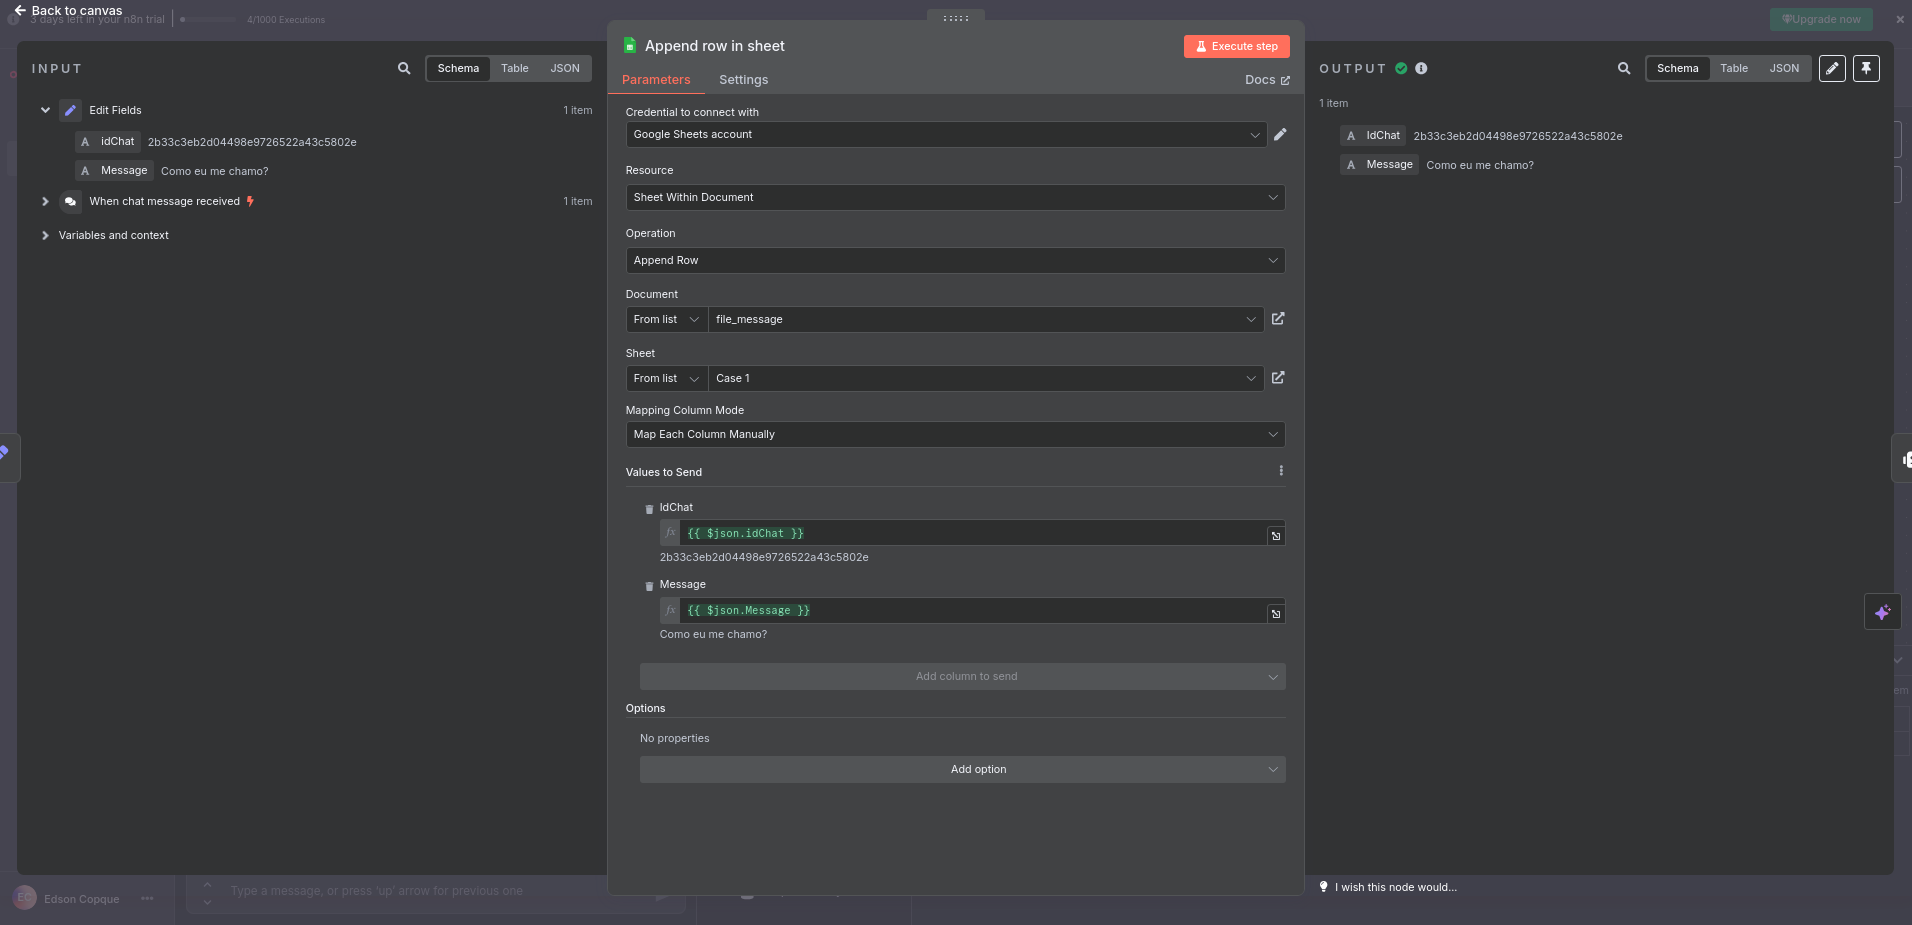 Back to canvas
3 days left in your n8n trial
4/1000 Executions
Upgrade now
INPUT
Schema
Table
JSON
Edit Fields
1 item
A idChat 2b33c3eb2d04498e9726522a43c5802e
A Message Como eu me chamo?
When chat message received
1 item
Variables and context
Append row in sheet
Execute step
Parameters
Settings
Docs
Credential to connect with
Google Sheets account
Resource
Sheet Within Document
Operation
Append Row
Document
From list
file_message
Sheet
From list
Case 1
Mapping Column Mode
Map Each Column Manually
Values to Send
IdChat
fx {{ $json.idChat }}
2b33c3eb2d04498e9726522a43c5802e
Message
fx {{ $json.Message }}
Como eu me chamo?
Add column to send
Options
No properties
Add option
OUTPUT
Schema
Table
JSON
1 item
A IdChat 2b33c3eb2d04498e9726522a43c5802e
A Message Como eu me chamo?
I wish this node would...
EC
Edson Copque
Type a message, or press 'up' arrow for previous one